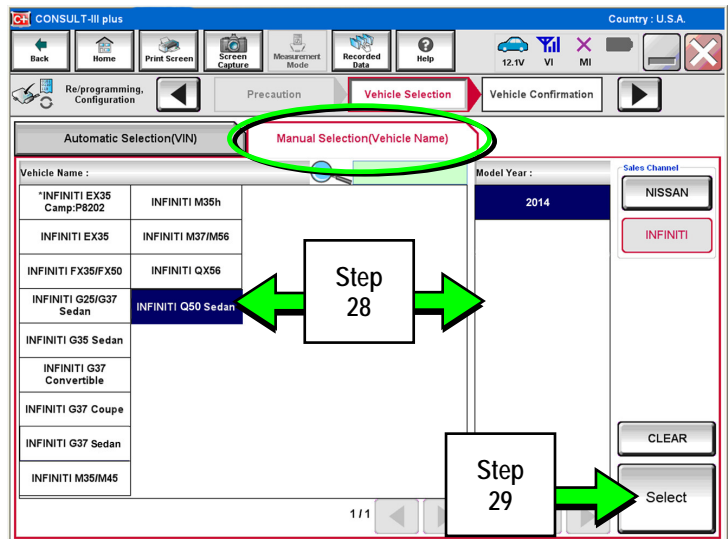 C+ CONSULT-III plus
Country : U.S.A.
Back
Home
Print Screen
Screen
Capture
Measurement
Mode
Recorded
Data
Help
12.1V
VI
MI
Re/programming,
Configuration
Precaution
Vehicle Selection
Vehicle Confirmation
Automatic Selection(VIN)
Manual Selection(Vehicle Name)
Vehicle Name :
Model Year :
Sales Channel
*INFINITI EX35
Camp:P8202
INFINITI M35h
2014
NISSAN
INFINITI EX35
INFINITI M37/M56
INFINITI
INFINITI FX35/FX50
INFINITI QX56
INFINITI G25/G37
Sedan
INFINITI Q50 Sedan
Step
28
INFINITI G35 Sedan
INFINITI G37
Convertible
INFINITI G37 Coupe
INFINITI G37 Sedan
CLEAR
INFINITI M35/M45
Step
29
Select
1/1